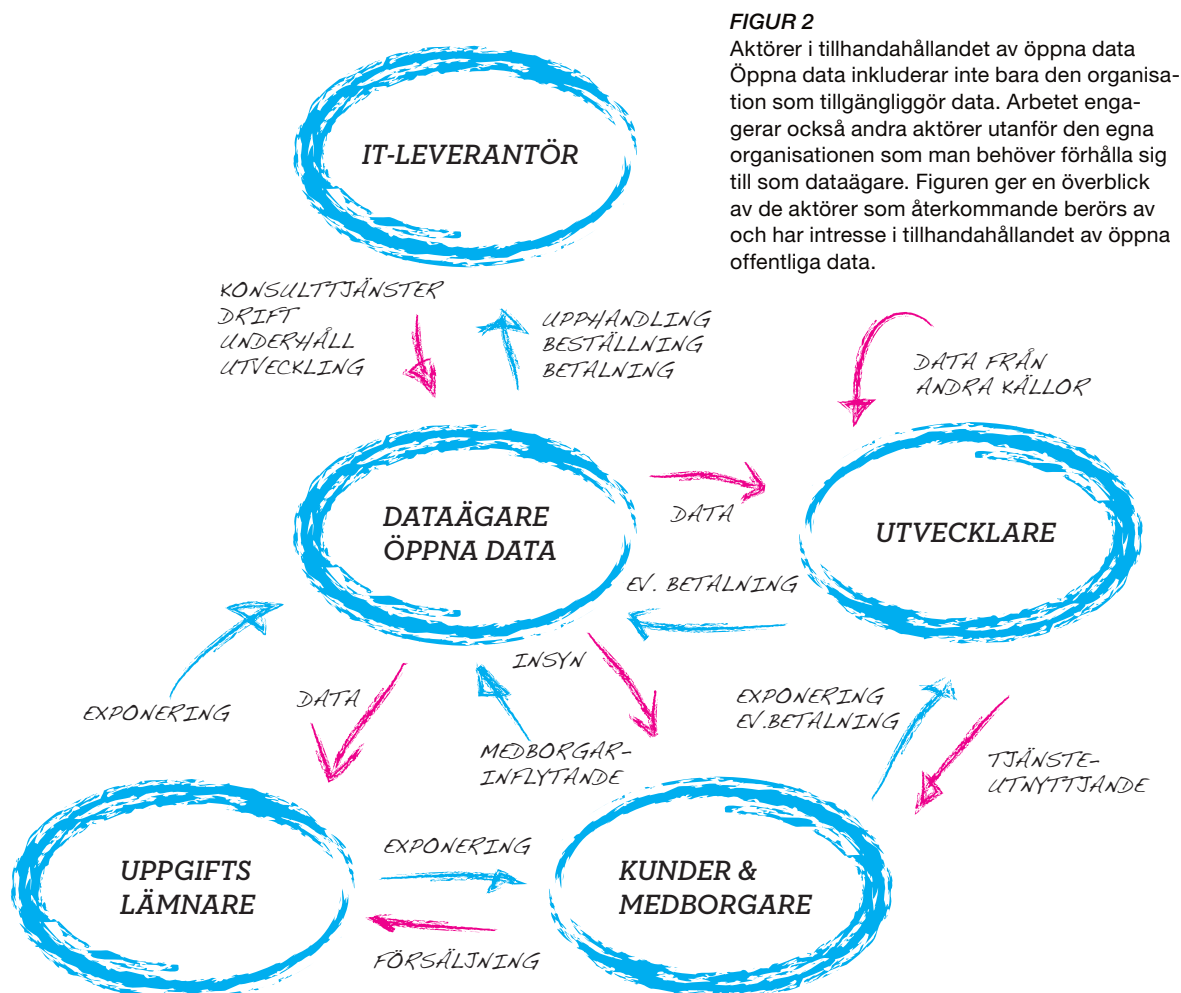 FIGUR 2
Aktörer i tillhandahållandet av öppna data
Öppna data inkluderar inte bara den organisa-
tion som tillgängliggör data. Arbetet enga-
gerar också andra aktörer utanför den egna
organisationen som man behöver förhålla sig
till som dataägare. Figuren ger en överblick
av de aktörer som återkommande berörs av
och har intresse i tillhandahållandet av öppna
offentliga data.
IT-LEVERANTÖR
KONSULTTJÄNSTER
DRIFT
UNDERHÅLL
UTVECKLING
UPPHANDLING
BESTÄLLNING
BETALNING
DATA FRÅN
ANDRA KÄLLOR
DATAÄGARE
ÖPPNA DATA
DATA
UTVECKLARE
EV. BETALNING
EXPONERING
DATA
INSYN
MEDBORGAR-
INFLYTANDE
EXPONERING
EV.BETALNING
TJÄNSTE-
UTNYTTJANDE
UPPGIFTS
LÄMNARE
EXPONERING
FÖRSÄLJNING
KUNDER &
MEDBORGARE